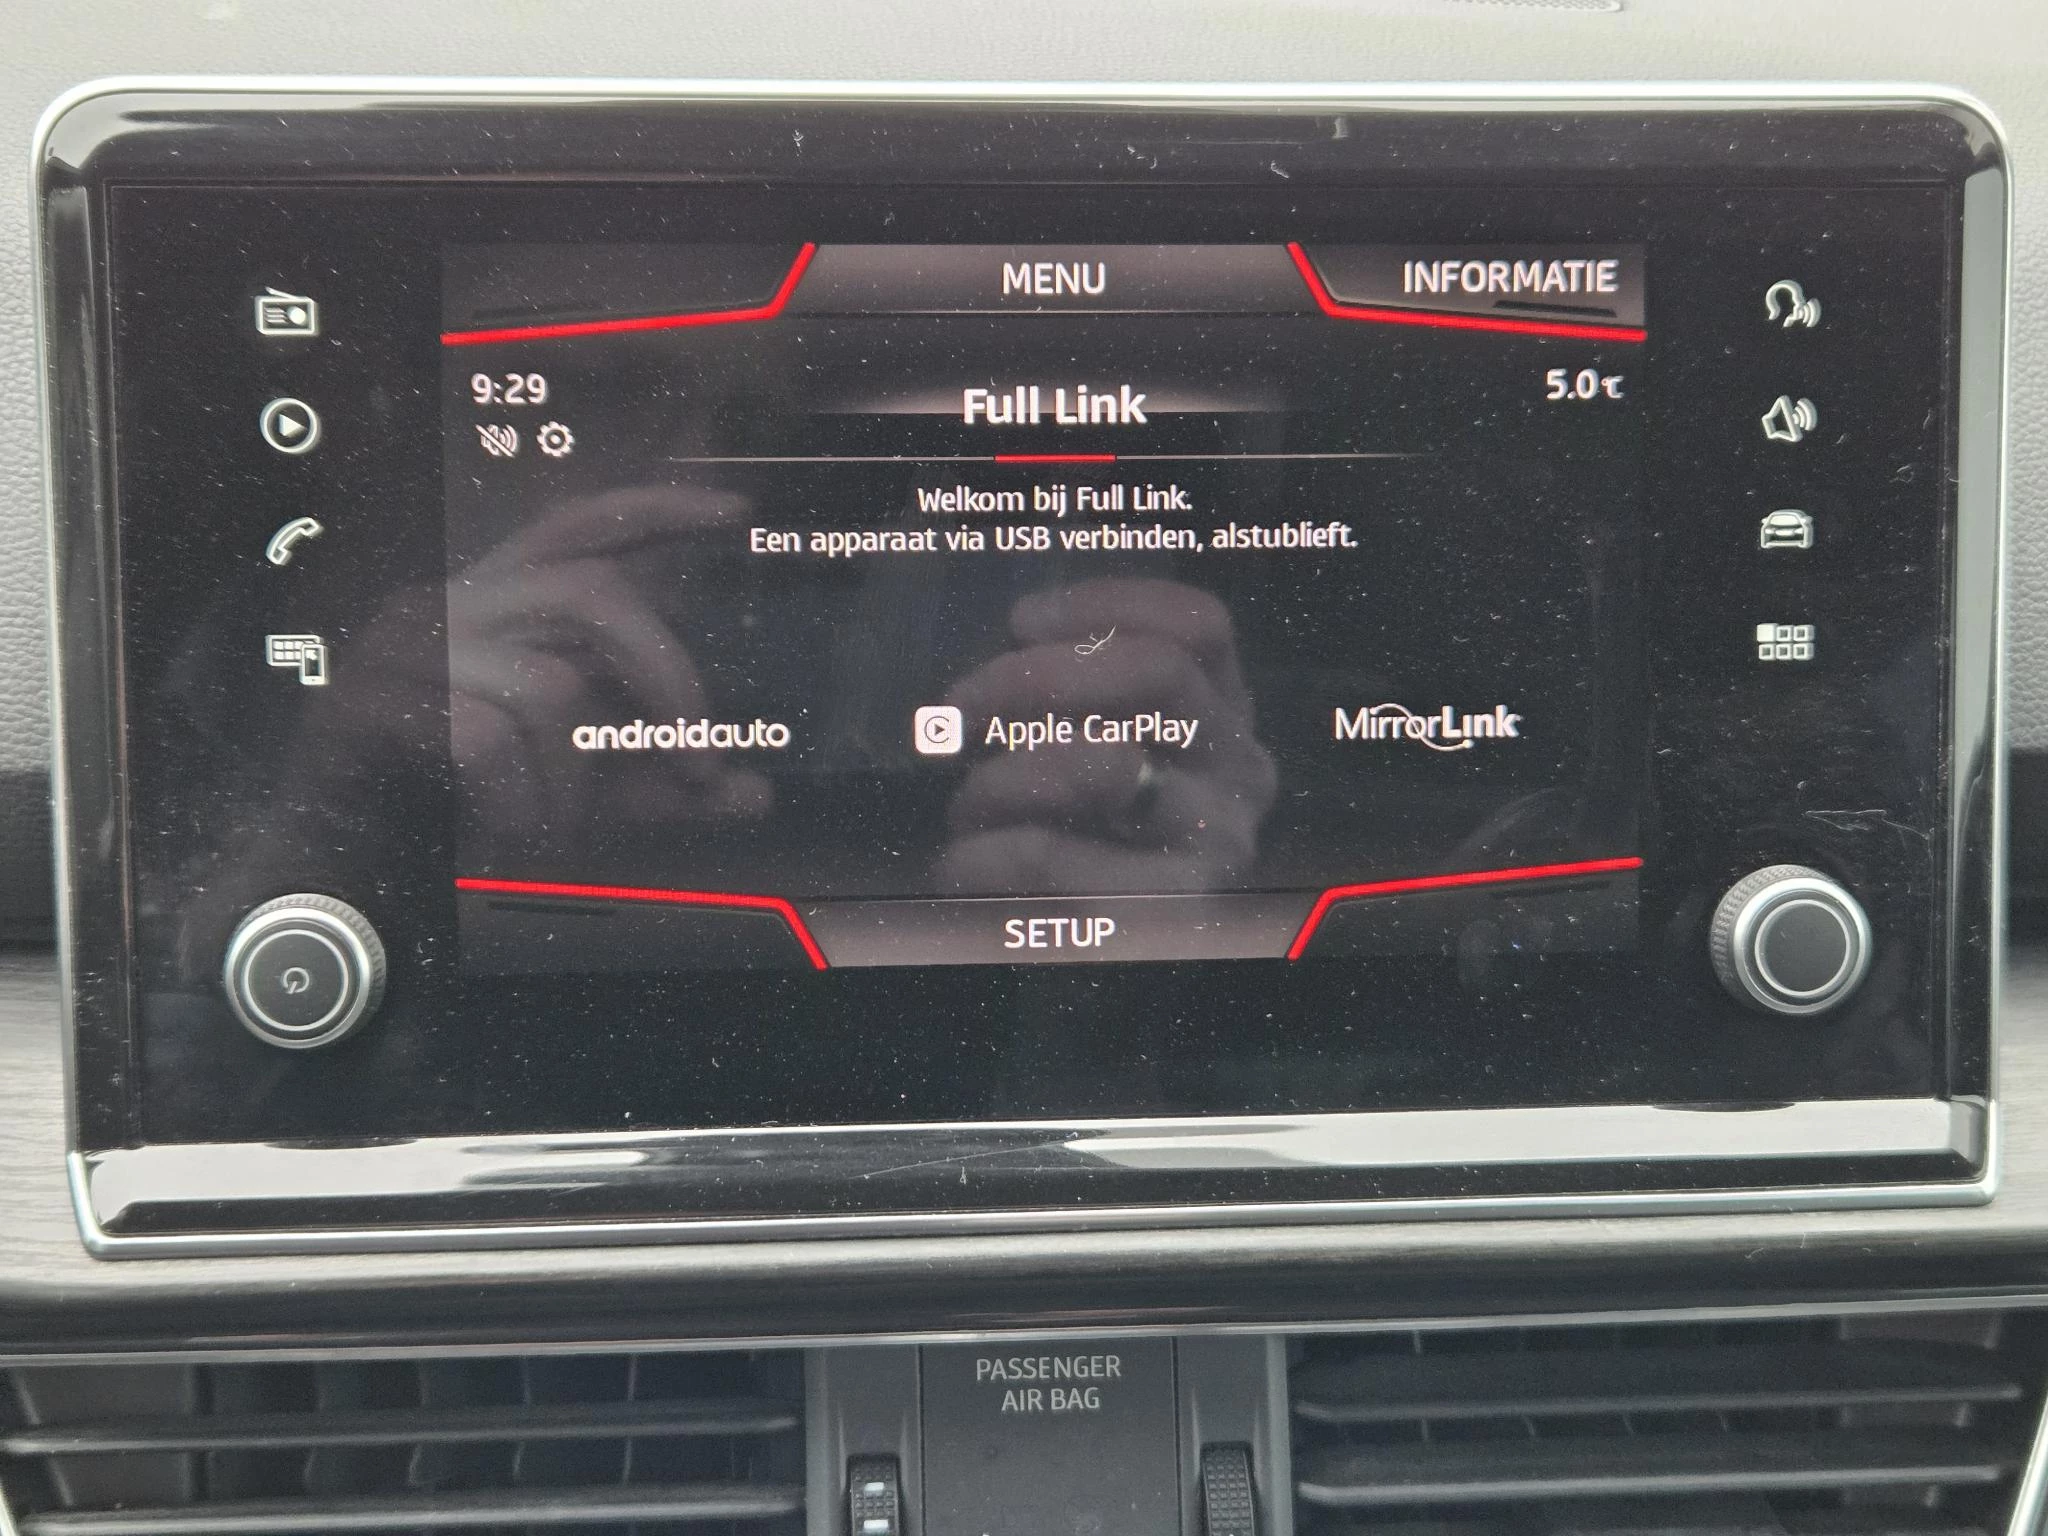 MENU
INFORMATIE
9:29
5.0°C
Full Link
Welkom bij Full Link.
Een apparaat via USB verbinden, alstublieft.
androidauto
Apple CarPlay
MirrorLink
SETUP
PASSENGER
AIR BAG